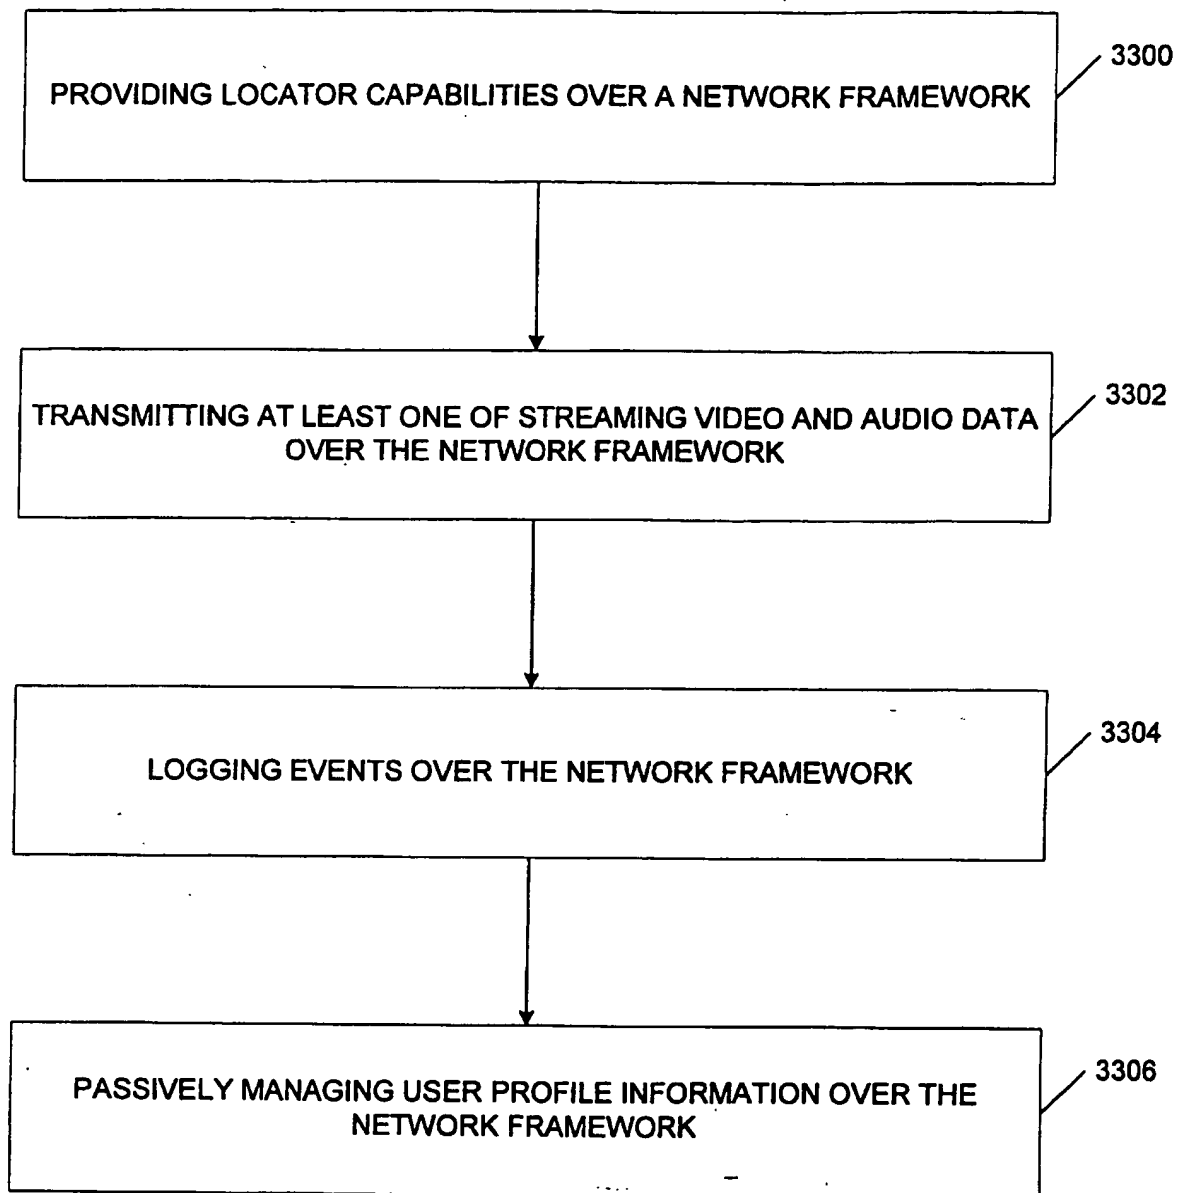 PROVIDING LOCATOR CAPABILITIES OVER A NETWORK FRAMEWORK
3300
TRANSMITTING AT LEAST ONE OF STREAMING VIDEO AND AUDIO DATA
OVER THE NETWORK FRAMEWORK
3302
LOGGING EVENTS OVER THE NETWORK FRAMEWORK
3304
PASSIVELY MANAGING USER PROFILE INFORMATION OVER THE
NETWORK FRAMEWORK
3306